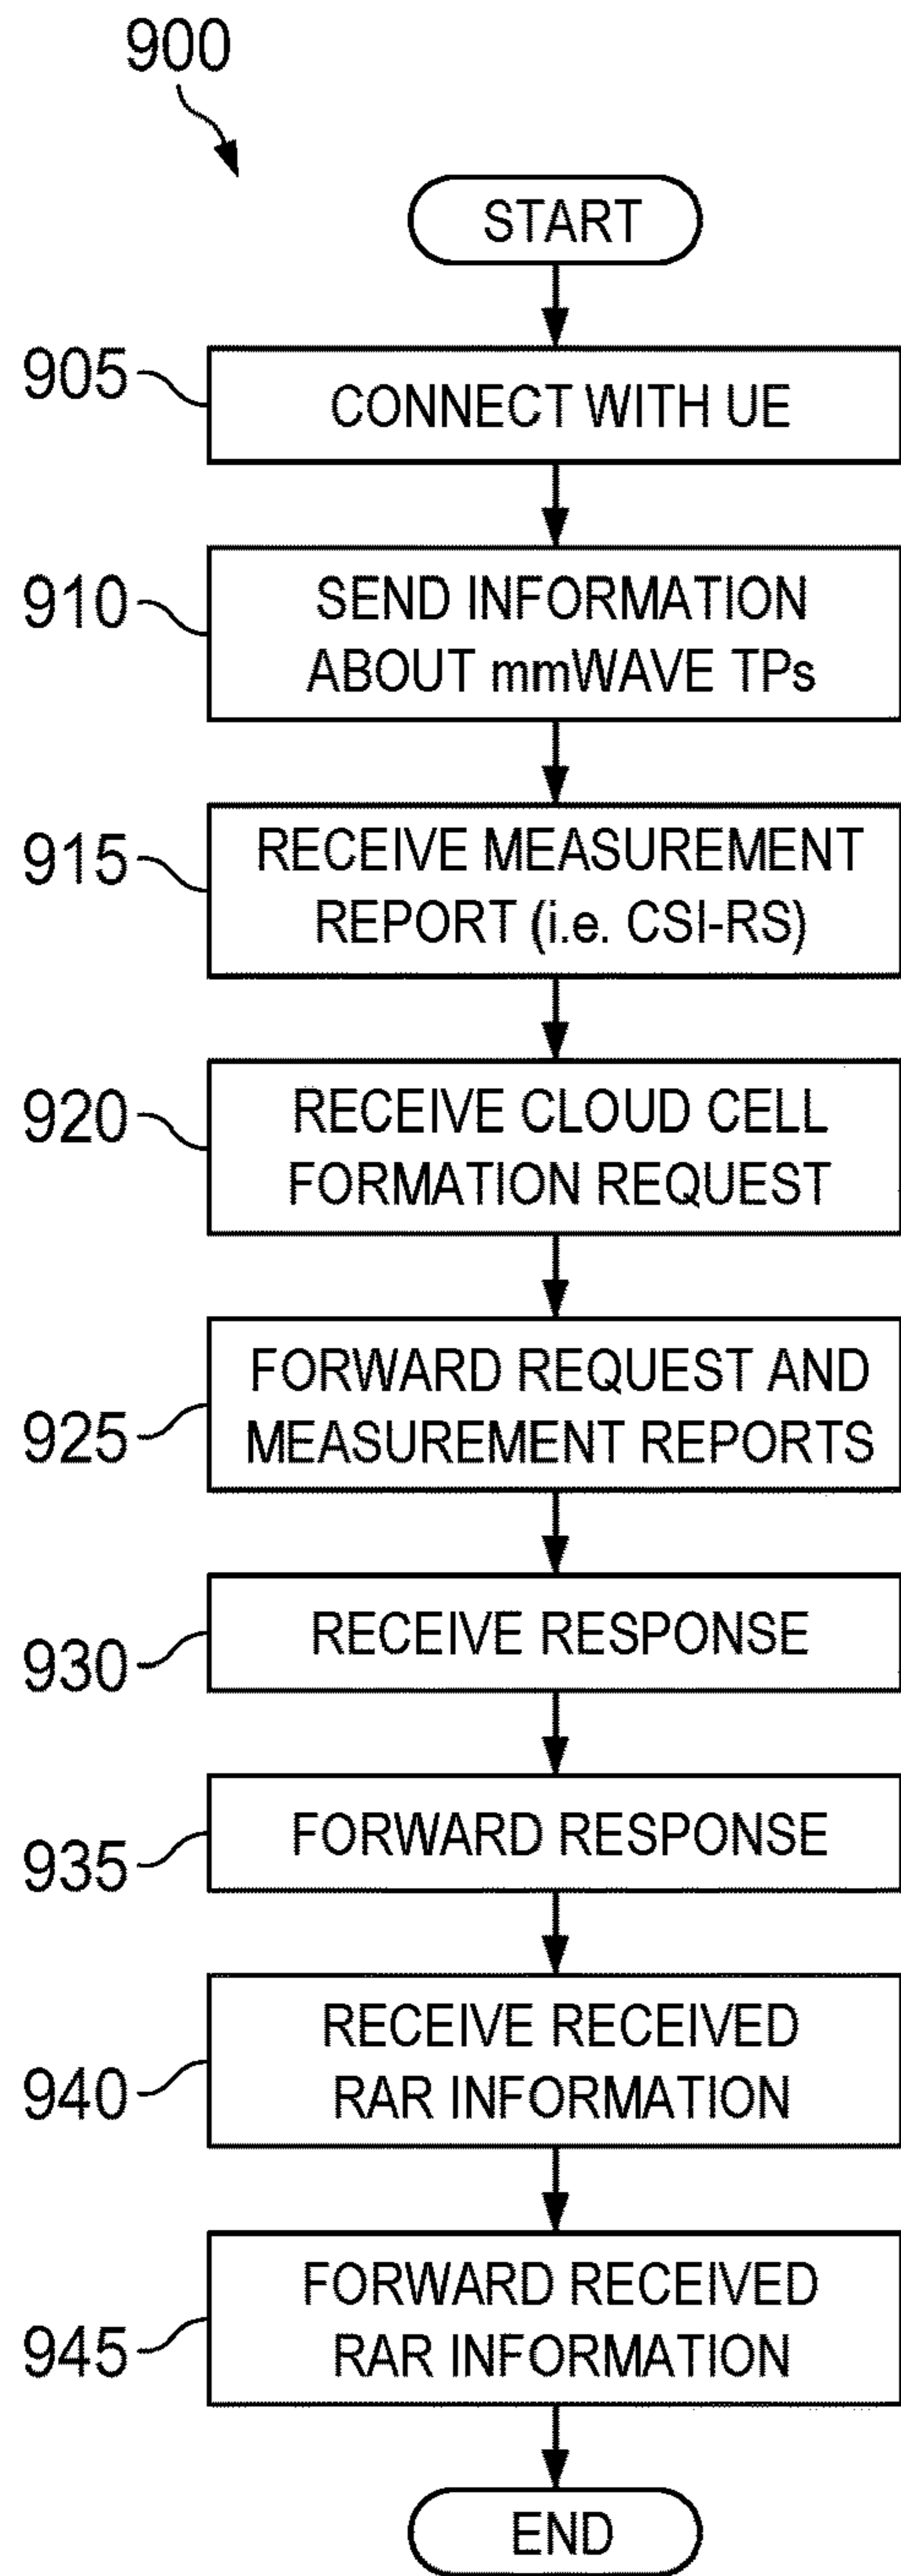 900
START
905
CONNECT WITH UE
910
SEND INFORMATION
ABOUT mmWAVE TPs
915
RECEIVE MEASUREMENT
REPORT (i.e. CSI-RS)
920
RECEIVE CLOUD CELL
FORMATION REQUEST
925
FORWARD REQUEST AND
MEASUREMENT REPORTS
930
RECEIVE RESPONSE
935
FORWARD RESPONSE
940
RECEIVE RECEIVED
RAR INFORMATION
945
FORWARD RECEIVED
RAR INFORMATION
END